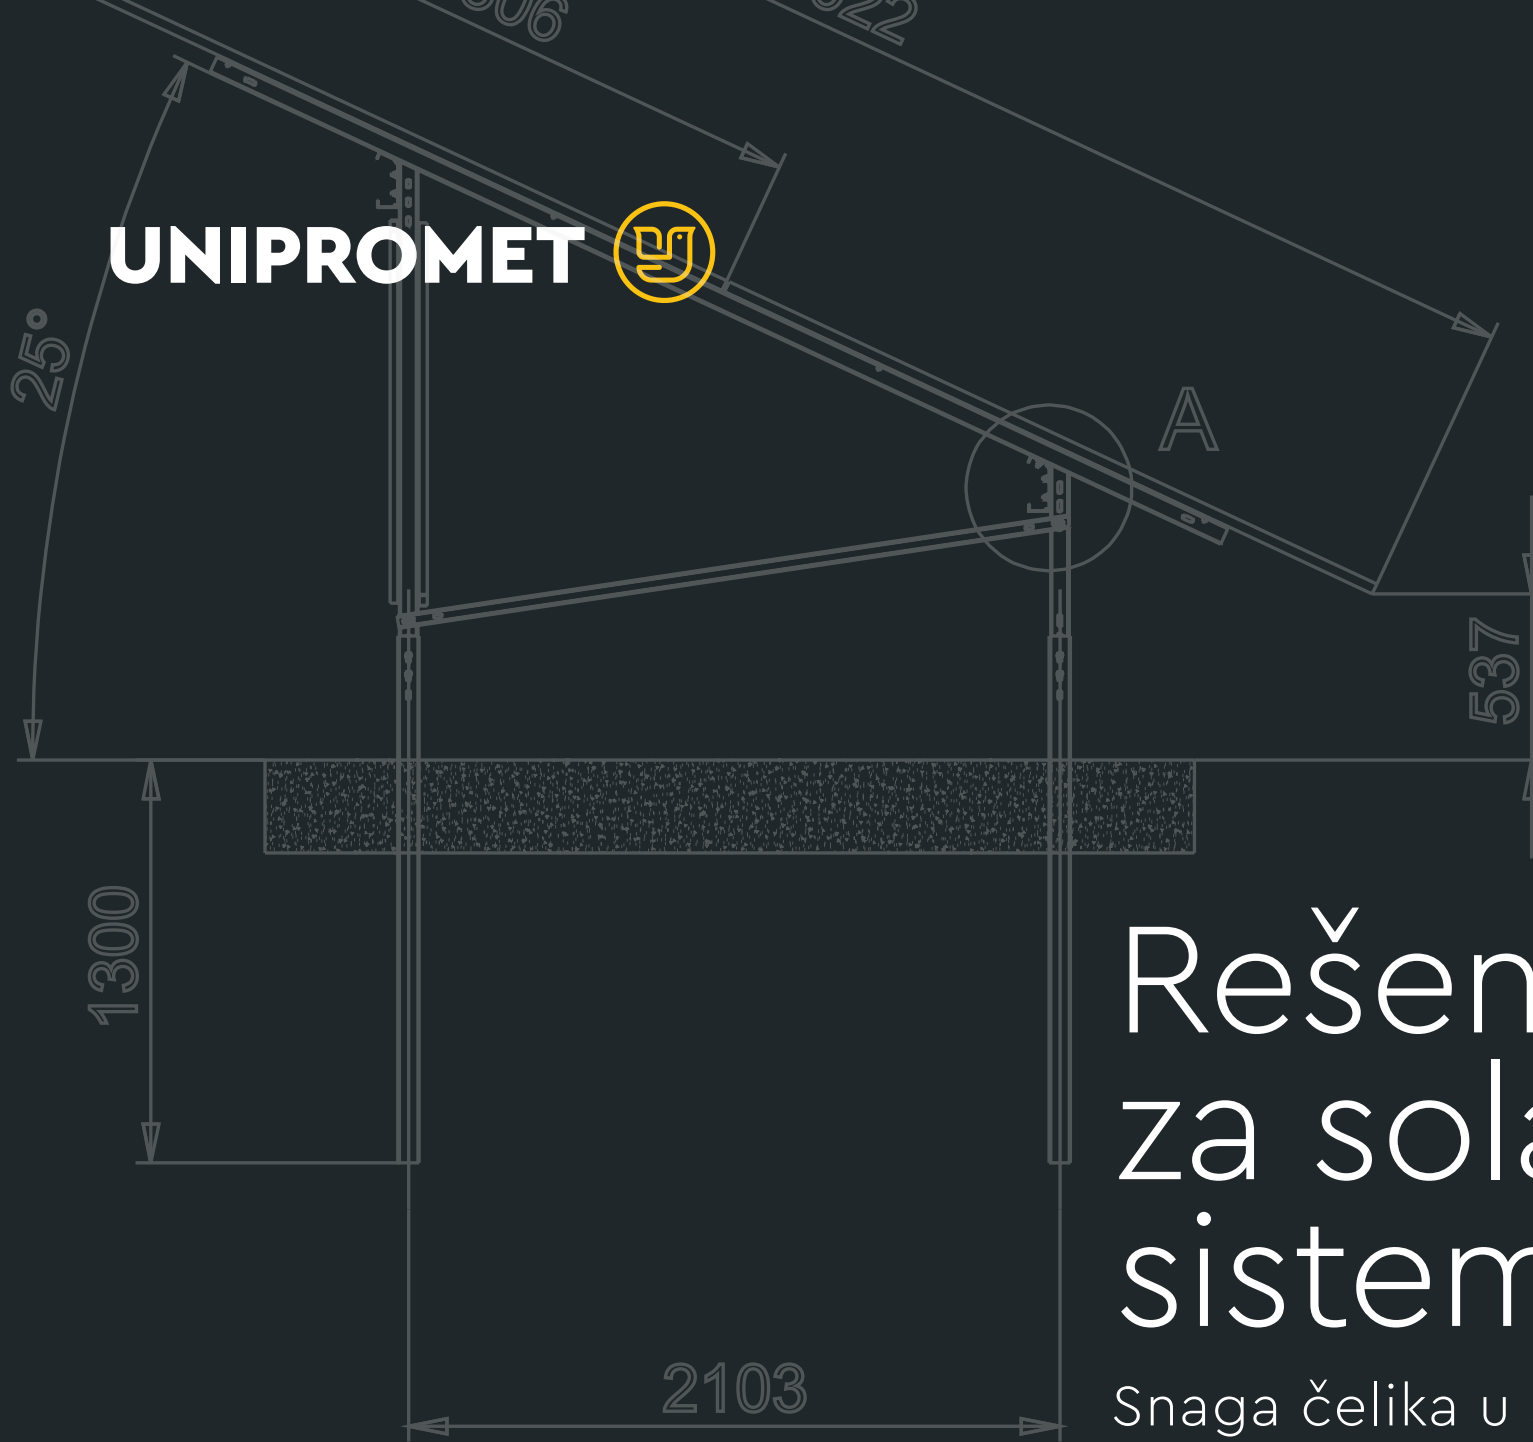 UNIPROMET
25°
A
537
1300
Rešen
za sola
sistem
2103
Snaga čelika u